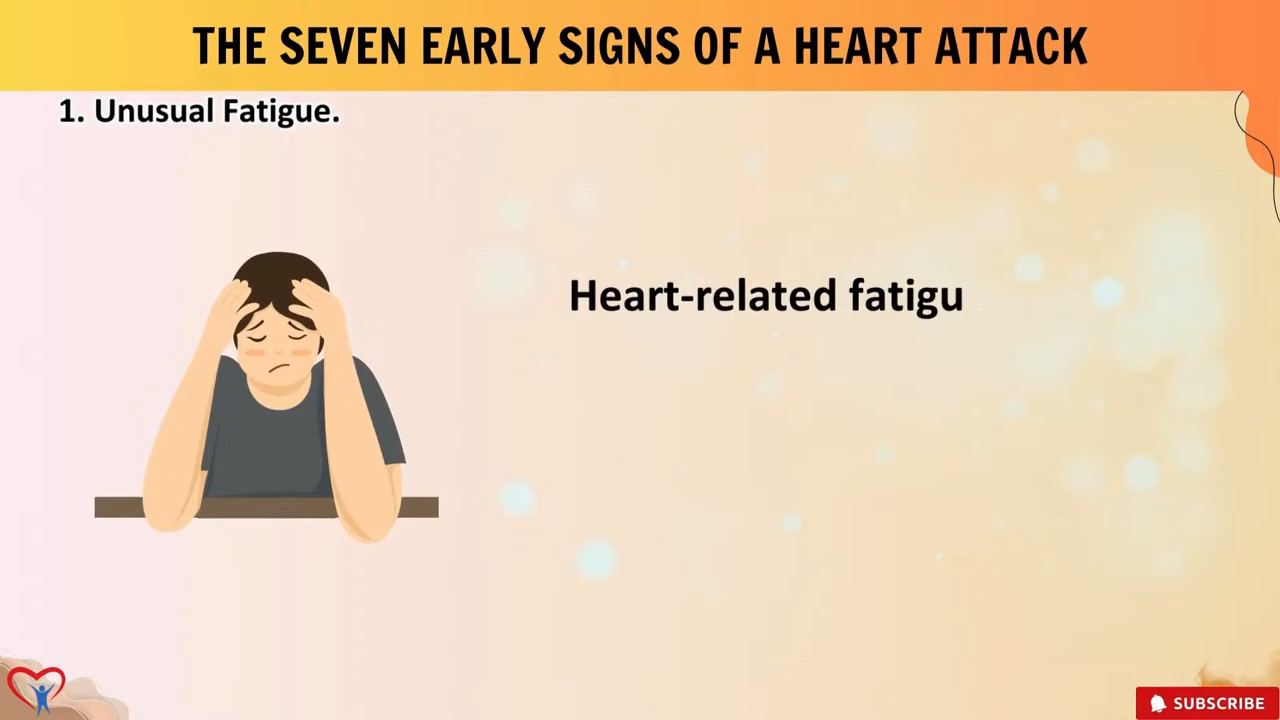 THE SEVEN EARLY SIGNS OF A HEART ATTACK
1. Unusual Fatigue.
Heart-related fatigu
SUBSCRIBE